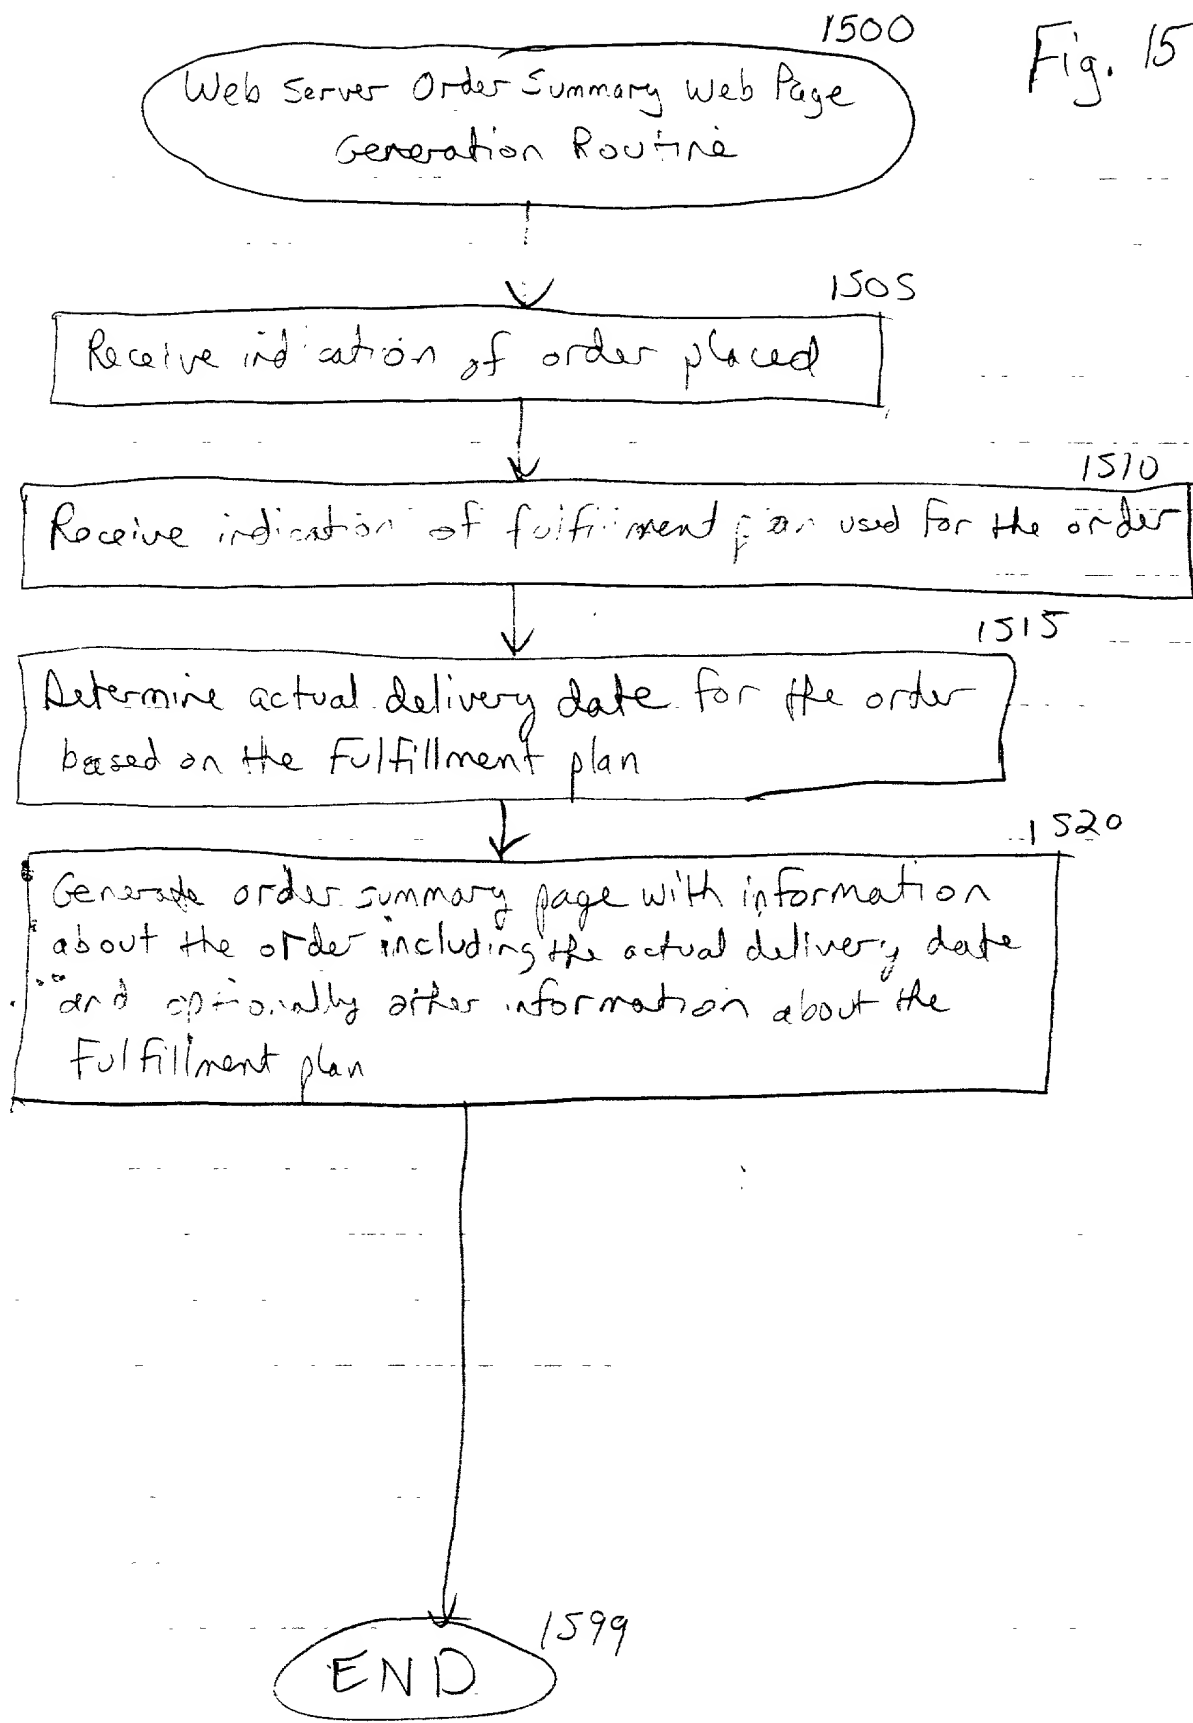 1500
Fig. 15
Web Server Order Summary Web Page
Generation Routine
1505
Receive indication of order placed
1510
Receive indication of fulfillment plan used for the order
1515
Determine actual delivery date for the order
based on the Fulfillment plan
1520
Generate order summary page with information
about the order including the actual delivery date
and optionally other information about the
Fulfillment plan
1599
END